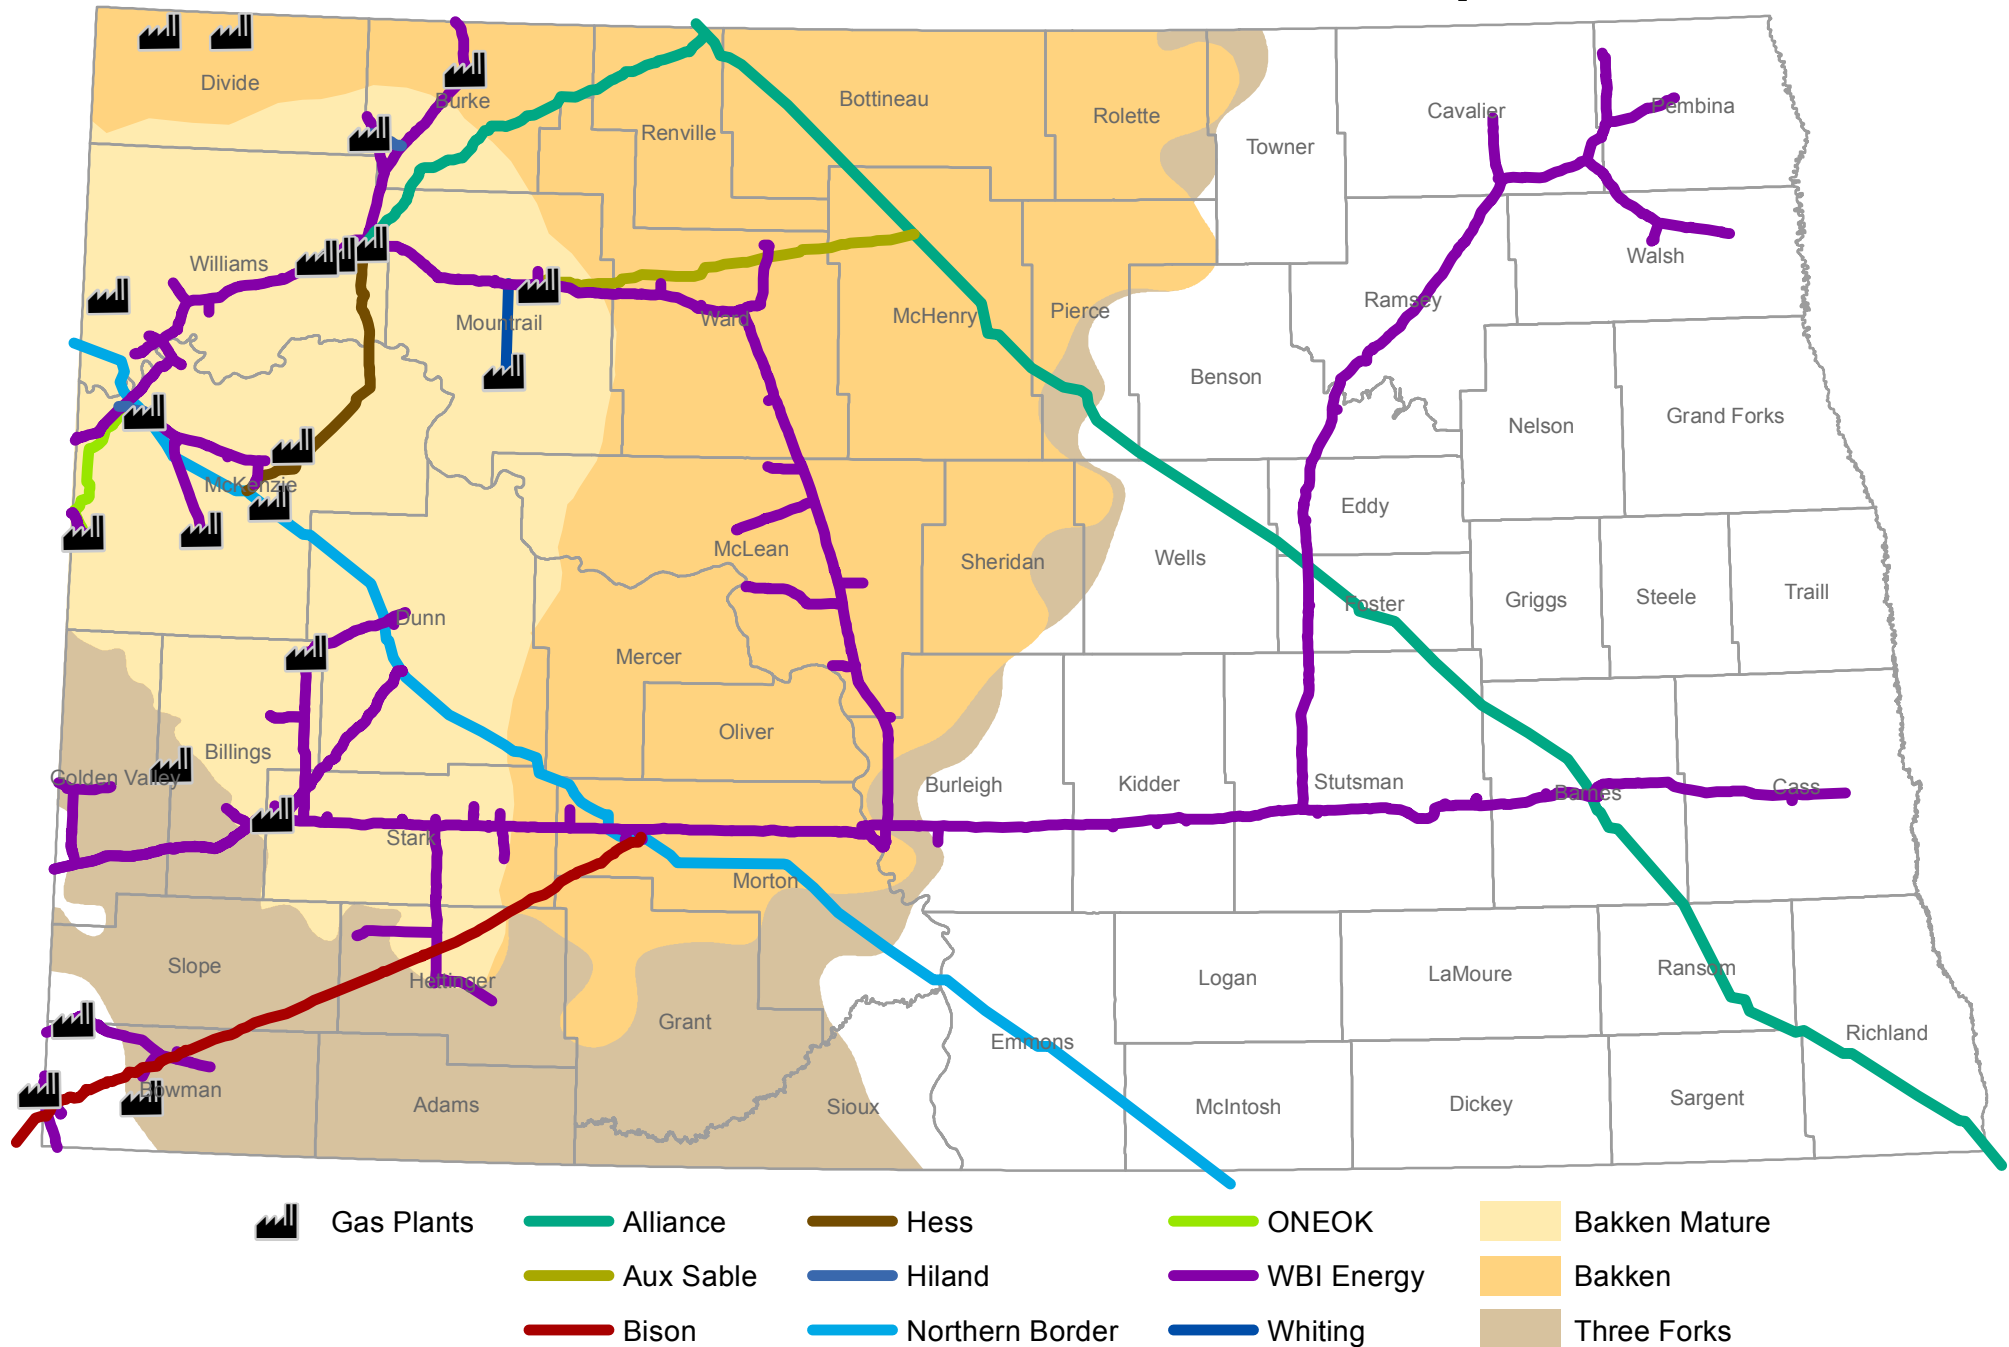 Divide
Burke
Renville
Bottineau
Rolette
Towner
Cavalier
Pembina
Williams
Mountrail
Ward
McHenry
Pierce
Ramsey
Walsh
Benson
Nelson
Grand Forks
McKenzie
McLean
Sheridan
Wells
Eddy
Foster
Griggs
Steele
Traill
Dunn
Mercer
Oliver
Billings
Golden Valley
Burleigh
Kidder
Stutsman
Barnes
Cass
Stark
Morton
Slope
Hettinger
Grant
Emmons
Logan
LaMoure
Ransom
Richland
Bowman
Adams
Sioux
McIntosh
Dickey
Sargent
Gas Plants
Alliance
Hess
ONEOK
Bakken Mature
Aux Sable
Hiland
WBI Energy
Bakken
Bison
Northern Border
Whiting
Three Forks